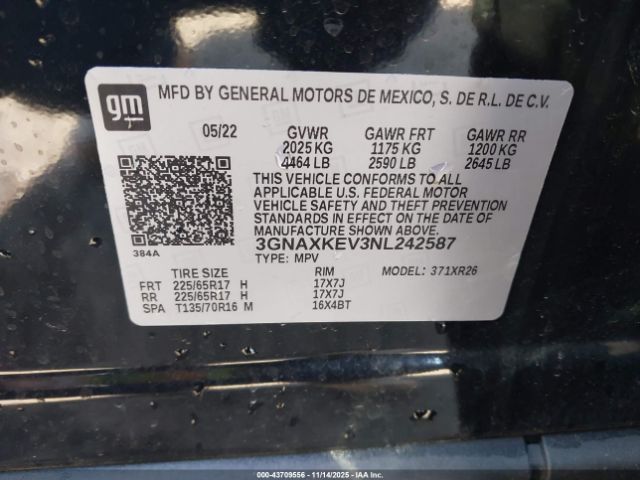 gm
MFD BY GENERAL MOTORS DE MEXICO, S. DE R.L. DE C.V.
05/22 GVWR GAWR FRT GAWR RR
2025 KG 1175 KG 1200 KG
4464 LB 2590 LB 2645 LB
THIS VEHICLE CONFORMS TO ALL
APPLICABLE U.S. FEDERAL MOTOR
VEHICLE SAFETY AND THEFT PREVENTION
STANDARDS IN EFFECT ON THE DATE OF
MANUFACTURE SHOWN ABOVE.
3GNAXKEV3NL242587
384A
TYPE: MPV
TIRE SIZE RIM MODEL: 371XR26
FRT 225/65R17 H 17X7J
RR 225/65R17 H 17X7J
SPA T135/70R16 M 16X4BT
000-43709556 - 11/14/2025 - IAAI.COM